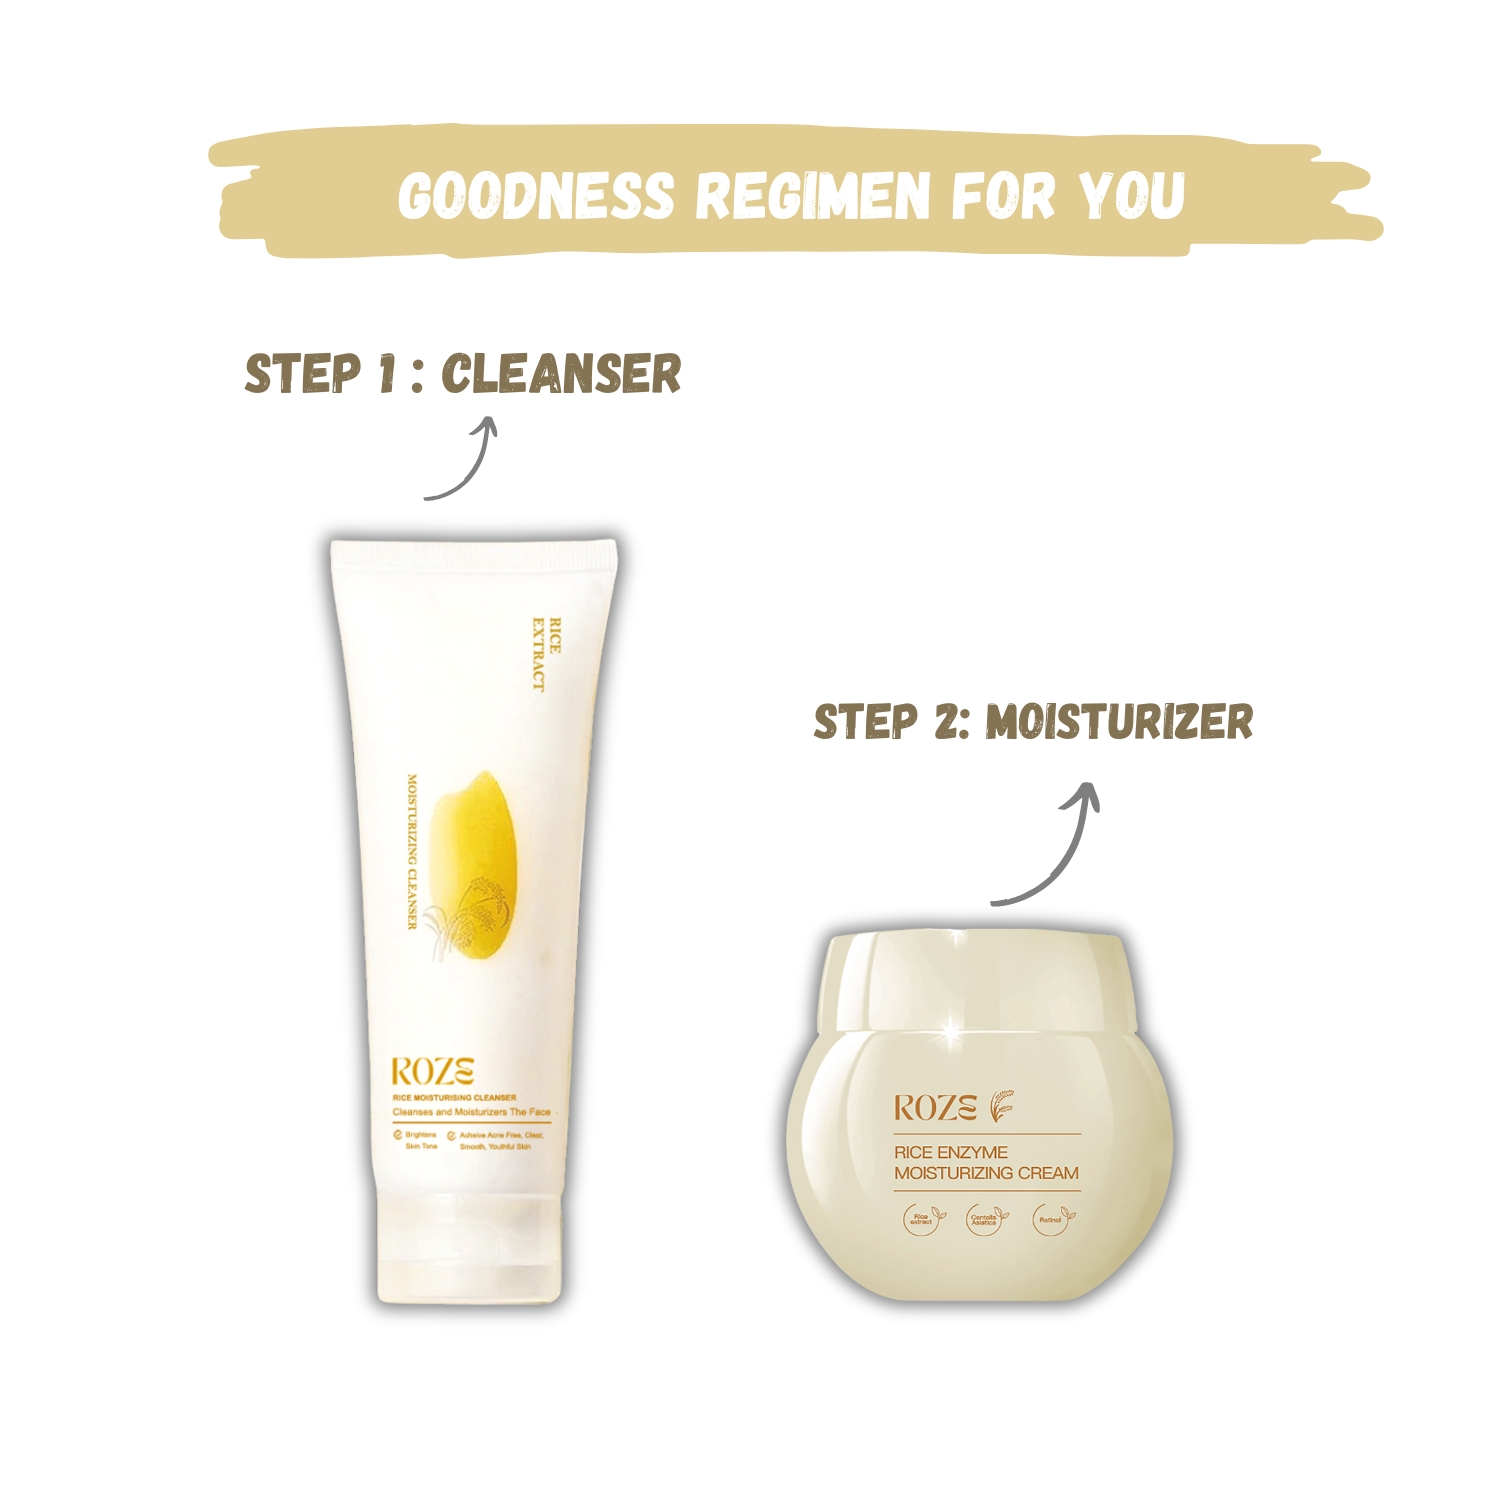 GOODNESS REGIMEN FOR YOU
STEP 1 : CLEANSER
RICE
EXTRACT
MOISTURIZING CLEANSER
ROZE
RICE MOISTURISING CLEANSER
Cleanses and Moisturizers The Face
Brightens
Skin Tone
Acheive Acne Free, Clear,
Smooth, Youthful Skin
STEP 2: MOISTURIZER
ROZE
RICE ENZYME
MOISTURIZING CREAM
Rice
extract
Centella
Asiatica
Retinol